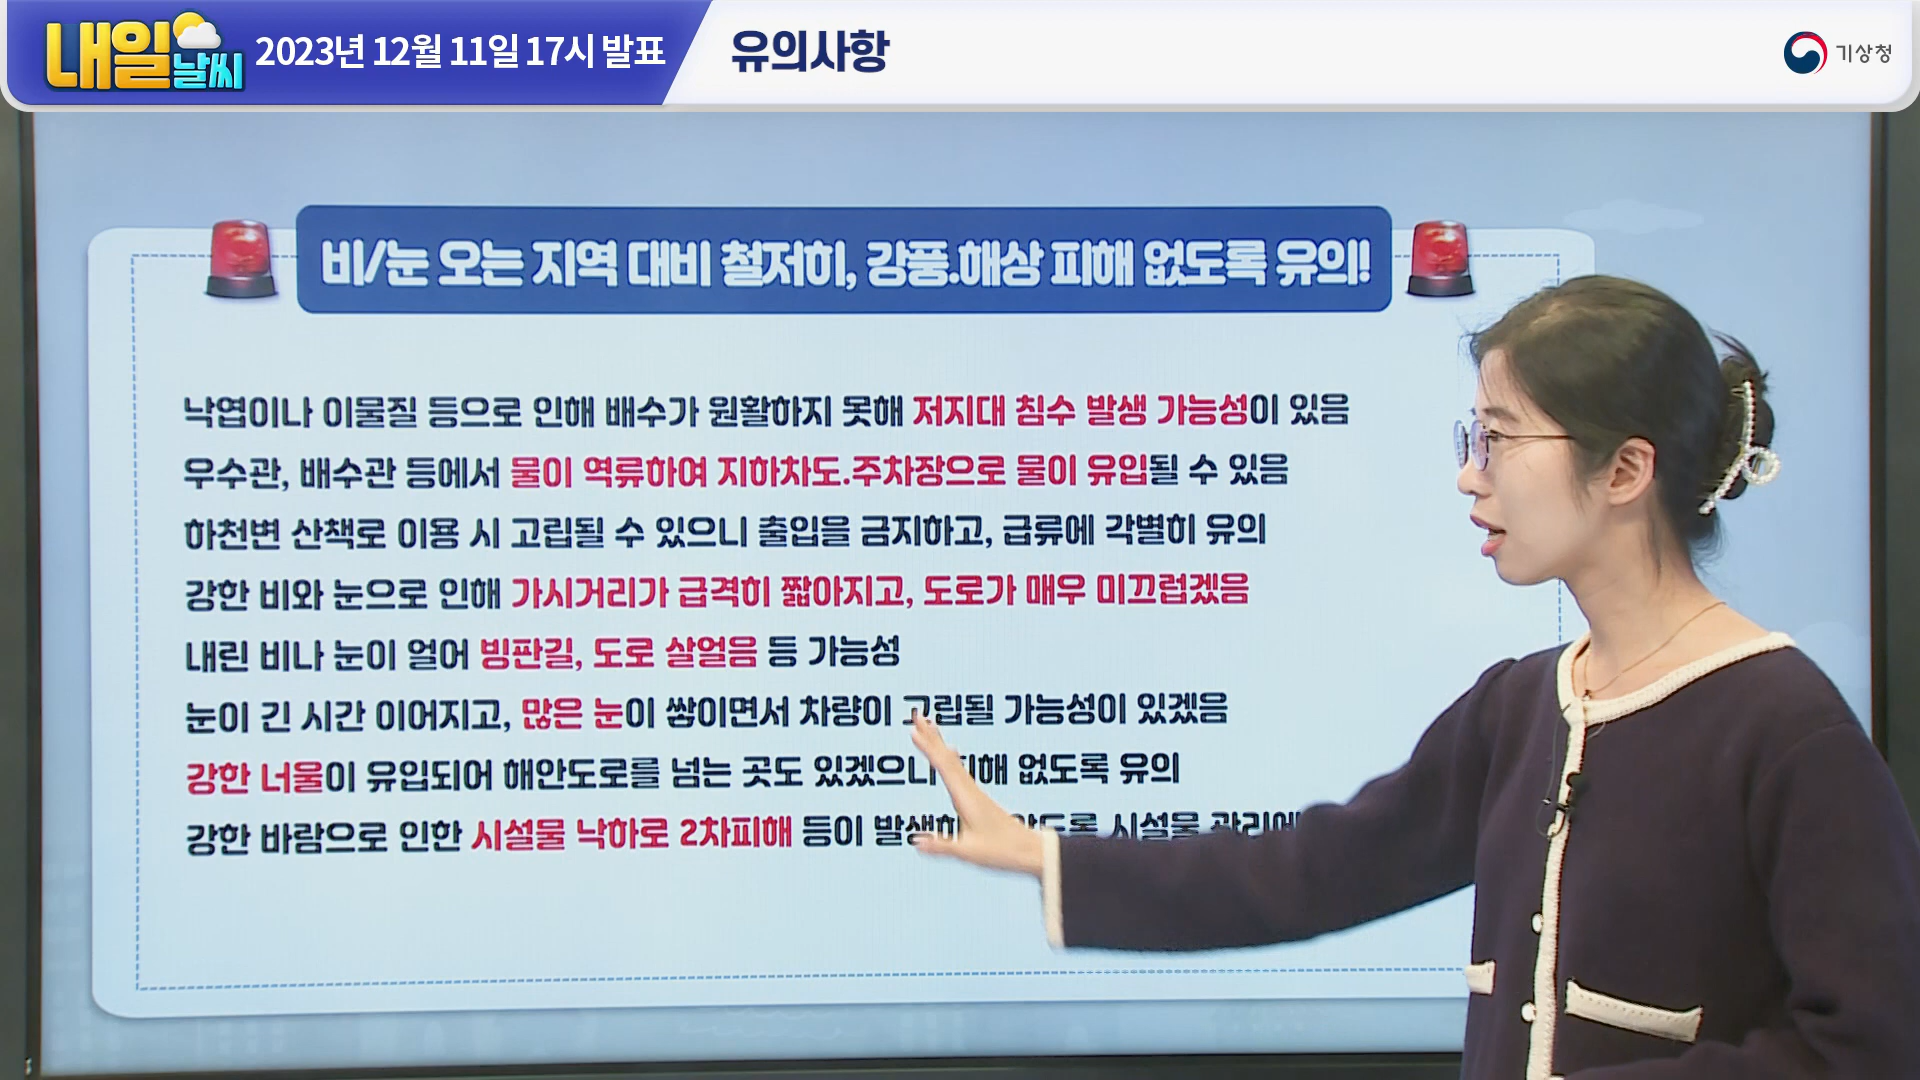 내일날씨 2023년 12월 11일 17시 발표 유의사항 기상청
비/눈 오는 지역 대비 철저히, 강풍.해상 피해 없도록 유의!
낙엽이나 이물질 등으로 인해 배수가 원활하지 못해 저지대 침수 발생 가능성이 있음
우수관, 배수관 등에서 물이 역류하여 지하차도.주차장으로 물이 유입될 수 있음
하천변 산책로 이용 시 고립될 수 있으니 출입을 금지하고, 급류에 각별히 유의
강한 비와 눈으로 인해 가시거리가 급격히 짧아지고, 도로가 매우 미끄럽겠음
내린 비나 눈이 얼어 빙판길, 도로 살얼음 등 가능성
눈이 긴 시간 이어지고, 많은 눈이 쌓이면서 차량이 고립될 가능성이 있겠음
강한 너울이 유입되어 해안도로를 넘는 곳도 있겠으니 피해 없도록 유의
강한 바람으로 인한 시설물 낙하로 2차피해 등이 시설물